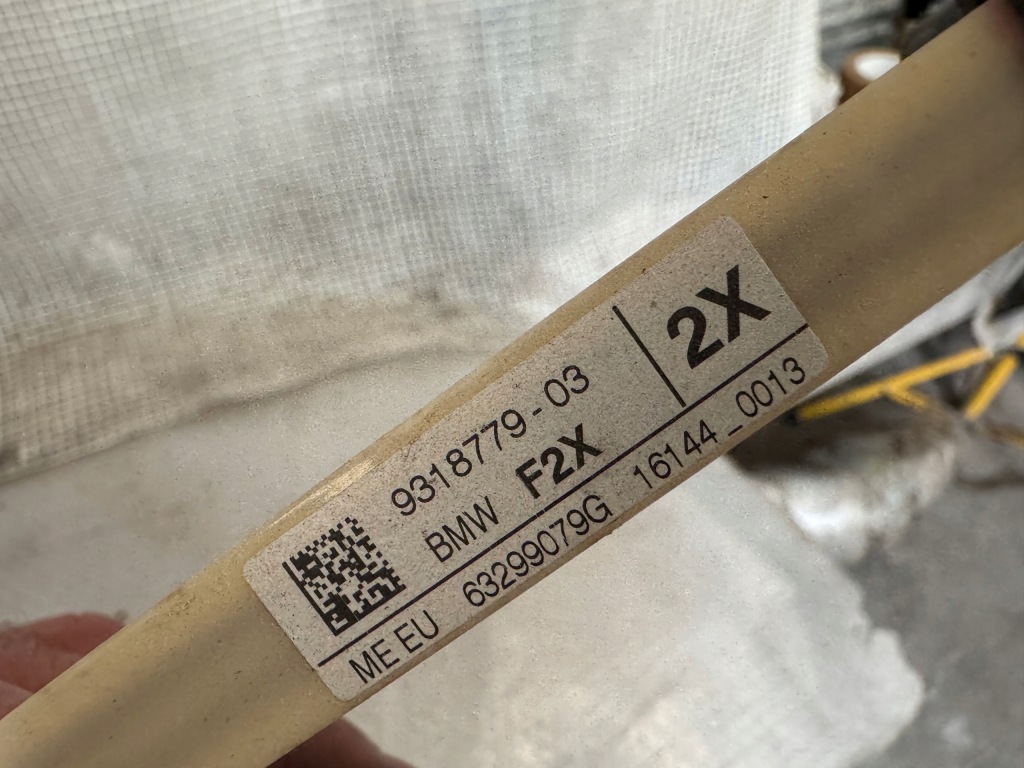 9318779-03
2X
BMW F2X
ME EU 63299079G 16144_0013